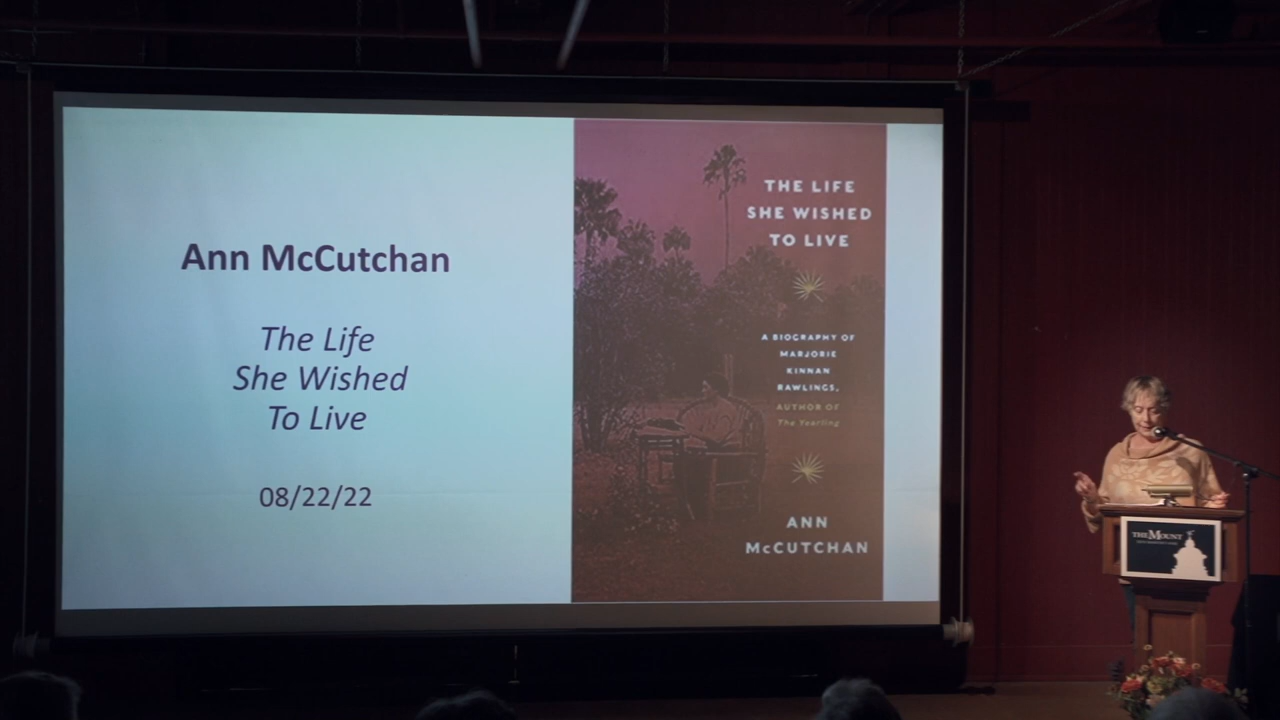 Ann McCutchan
The Life
She Wished
To Live
08/22/22
THE LIFE
SHE WISHED
TO LIVE
A BIOGRAPHY OF
MARJORIE
KINNAN
RAWLINGS,
AUTHOR OF
The Yearling
ANN
McCUTCHAN
THE MOUNT